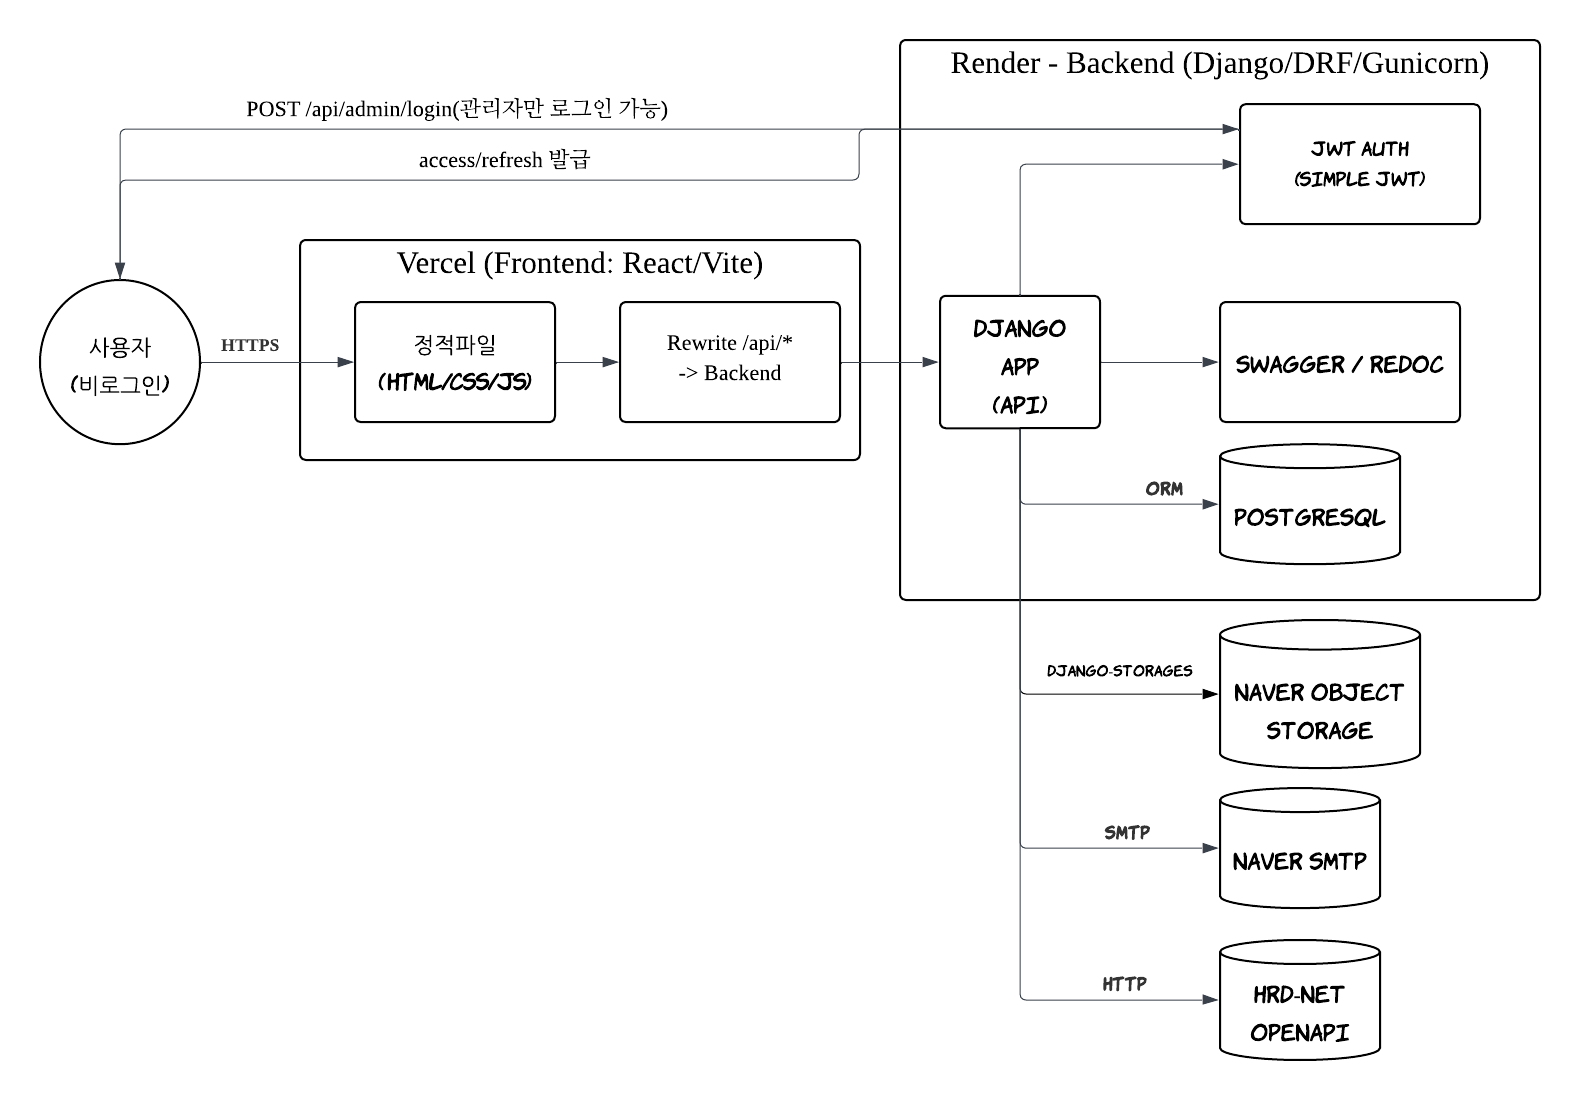 Render - Backend (Django/DRF/Gunicorn)
POST /api/admin/login(관리자만 로그인 가능)
access/refresh 발급
JWT AUTH
(SIMPLE JWT)
Vercel (Frontend: React/Vite)
사용자
(비로그인)
HTTPS
정적파일
(HTML/CSS/JS)
Rewrite /api/*
-> Backend
DJANGO
APP
(API)
SWAGGER / REDOC
ORM
POSTGRESQL
DJANGO-STORAGES
NAVER OBJECT
STORAGE
SMTP
NAVER SMTP
HTTP
HRD-NET
OPENAPI